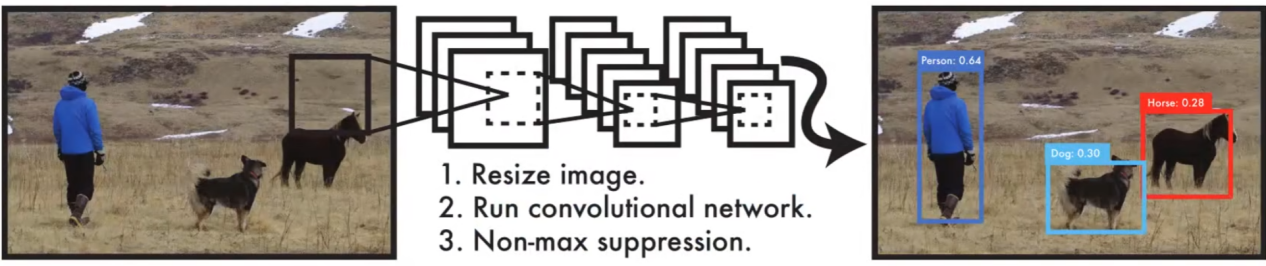 1. Resize image.
2. Run convolutional network.
3. Non-max suppression.
Person: 0.64
Horse: 0.28
Dog: 0.30